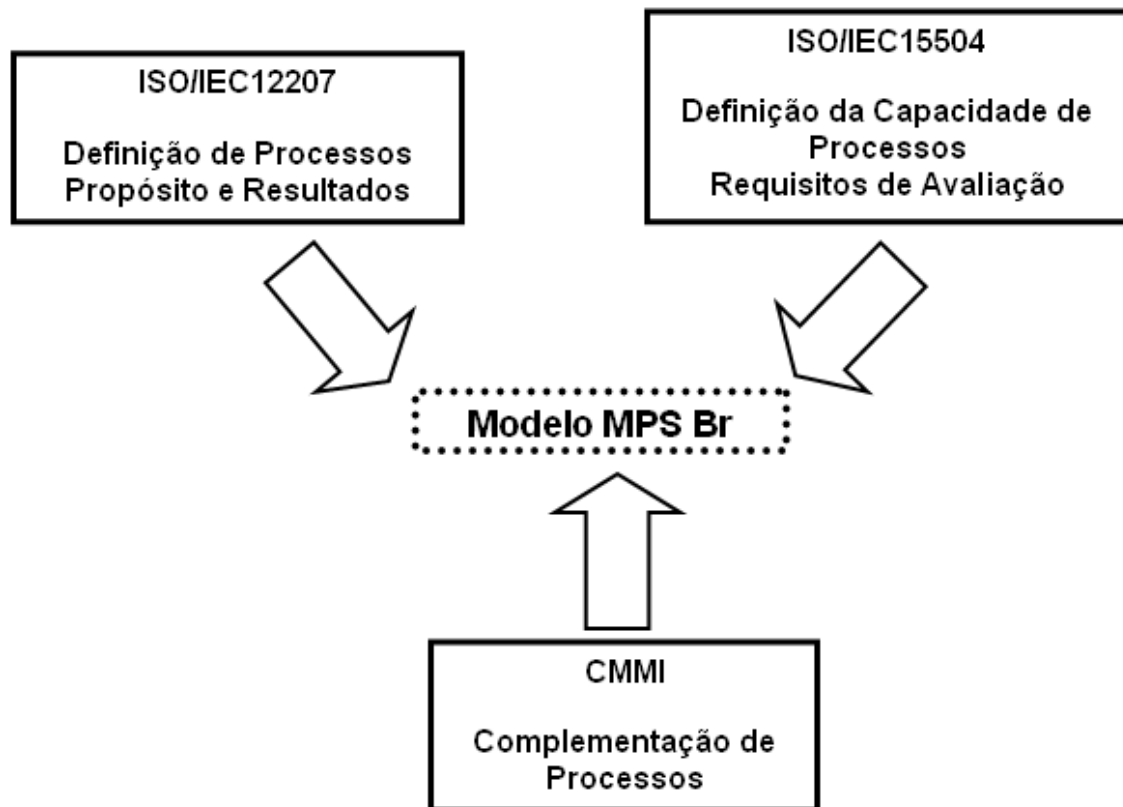 ISO/IEC12207
Definição de Processos
Propósito e Resultados
ISO/IEC15504
Definição da Capacidade de
Processos
Requisitos de Avaliação
Modelo MPS Br
CMMI
Complementação de
Processos